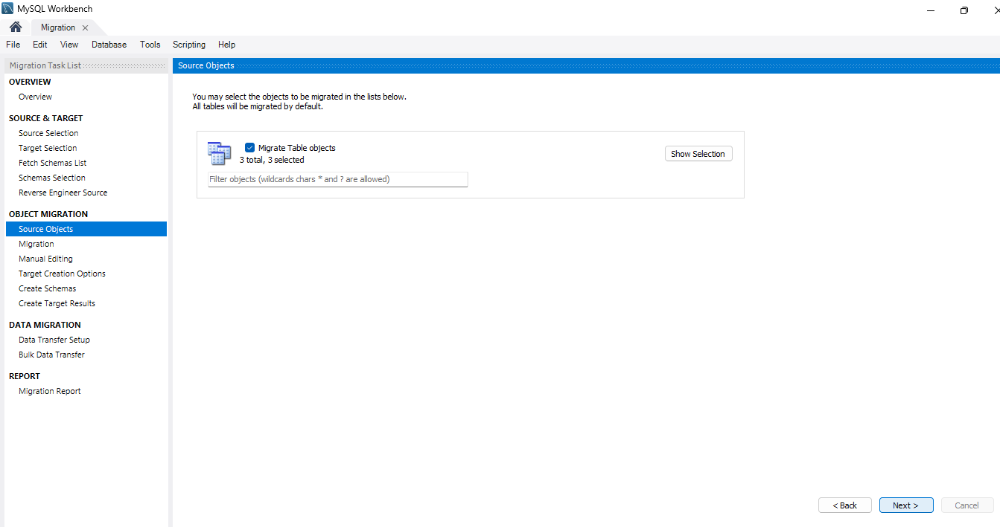 MySQL Workbench
Migration
File Edit View Database Tools Scripting Help
Migration Task List
OVERVIEW
Overview
SOURCE & TARGET
Source Selection
Target Selection
Fetch Schemas List
Schemas Selection
Reverse Engineer Source
OBJECT MIGRATION
Source Objects
Migration
Manual Editing
Target Creation Options
Create Schemas
Create Target Results
DATA MIGRATION
Data Transfer Setup
Bulk Data Transfer
REPORT
Migration Report
Source Objects
You may select the objects to be migrated in the lists below.
All tables will be migrated by default.
Migrate Table objects
3 total, 3 selected
Show Selection
Filter objects (wildcards chars * and ? are allowed)
< Back Next > Cancel